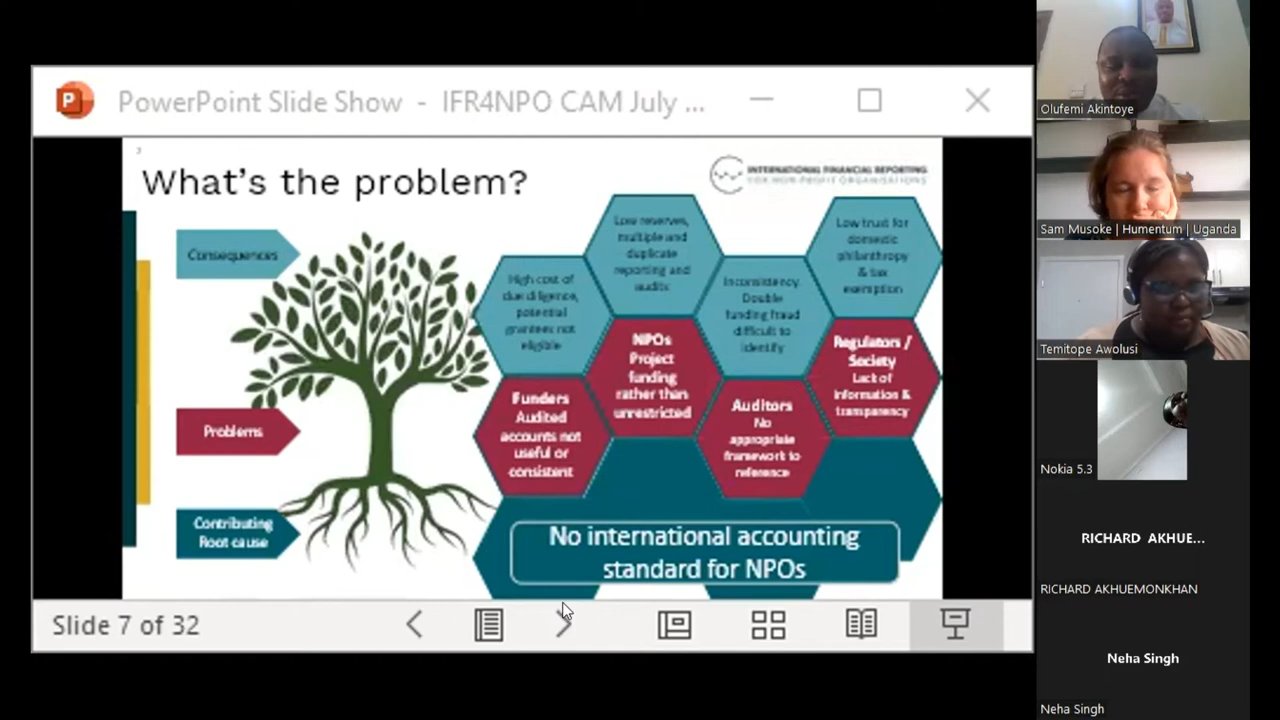 PowerPoint Slide Show - IFR4NPO CAM July ...
7
What's the problem?
INTERNATIONAL FINANCIAL REPORTING
FOR NON-PROFIT ORGANISATIONS
Consequences
Problems
Contributing
Root cause
High cost of
due diligence,
potential
grantees not
eligible
Low reserves,
multiple and
duplicate
reporting and
audits
Inconsistency.
Double
funding fraud
difficult to
identify
Low trust for
domestic
philanthropy
& tax
exemption
Funders
Audited
accounts not
useful or
consistent
NPOs
Project
funding
rather than
unrestricted
Auditors
No
appropriate
framework to
reference
Regulators /
Society
Lack of
information &
transparency
No international accounting
standard for NPOs
Slide 7 of 32
Olufemi Akintoye
Sam Musoke | Humentum | Uganda
Temitope Awolusi
Nokia 5.3
RICHARD AKHUE...
RICHARD AKHUEMONKHAN
Neha Singh
Neha Singh